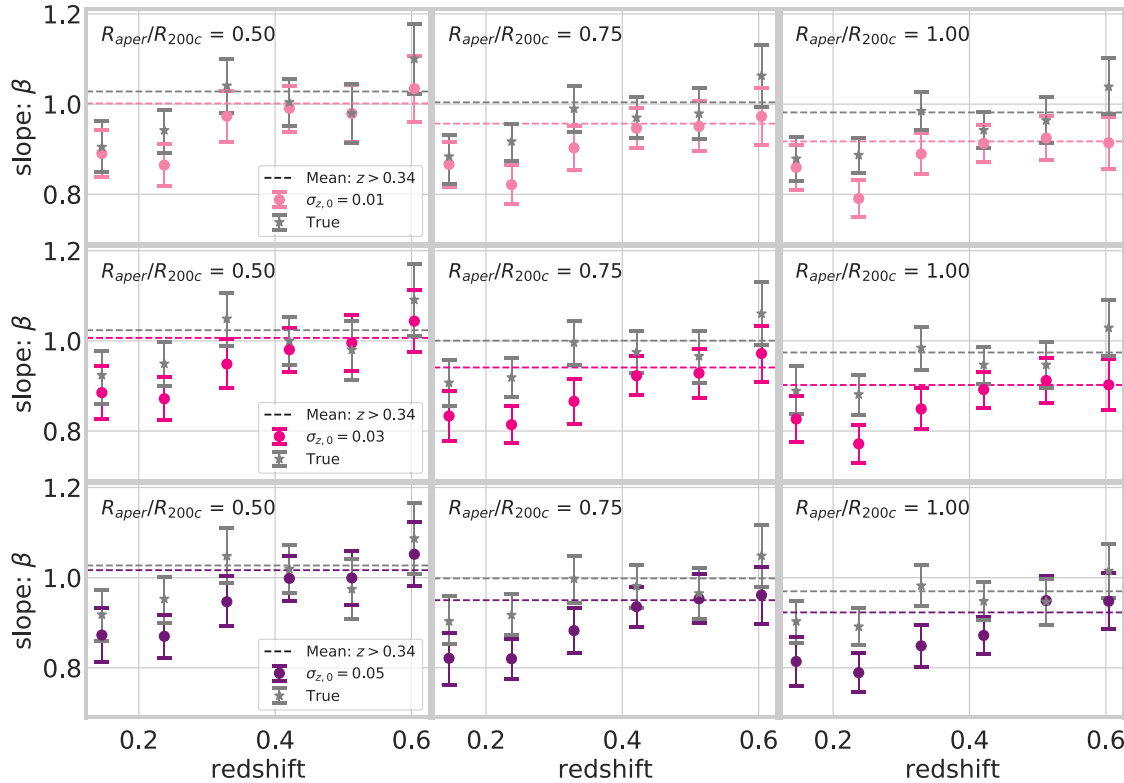 R_aper/R_200c = 0.50
R_aper/R_200c = 0.75
R_aper/R_200c = 1.00
1.2
1.0
0.8
slope: β
Mean: z > 0.34
σ_z,0 = 0.01
True
R_aper/R_200c = 0.50
R_aper/R_200c = 0.75
R_aper/R_200c = 1.00
1.2
1.0
0.8
slope: β
Mean: z > 0.34
σ_z,0 = 0.03
True
R_aper/R_200c = 0.50
R_aper/R_200c = 0.75
R_aper/R_200c = 1.00
1.2
1.0
0.8
slope: β
Mean: z > 0.34
σ_z,0 = 0.05
True
0.2 0.4 0.6
0.2 0.4 0.6
0.2 0.4 0.6
redshift
redshift
redshift